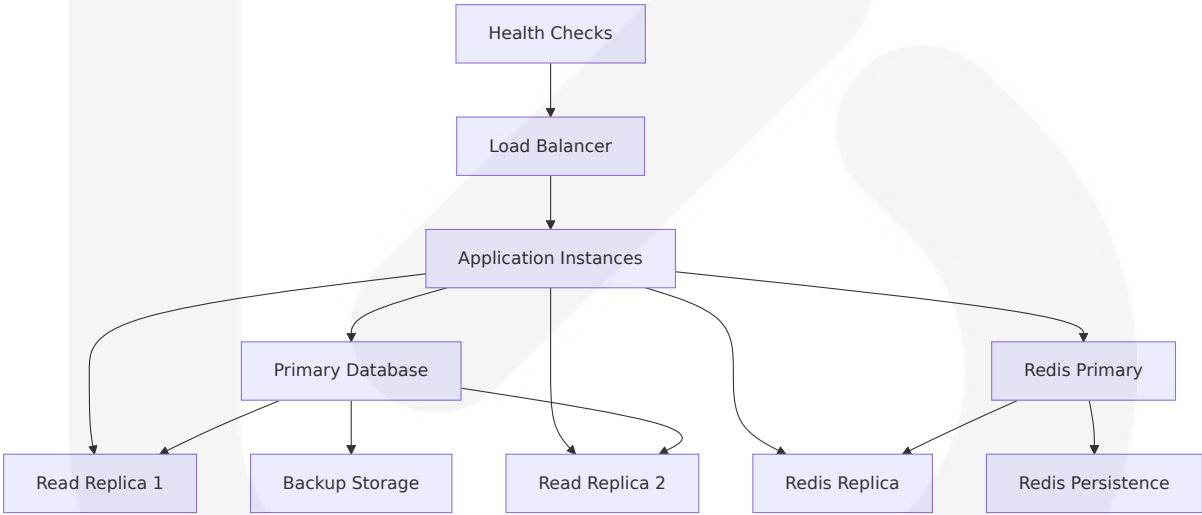 Health Checks
Load Balancer
Application Instances
Primary Database
Redis Primary
Read Replica 1
Backup Storage
Read Replica 2
Redis Replica
Redis Persistence